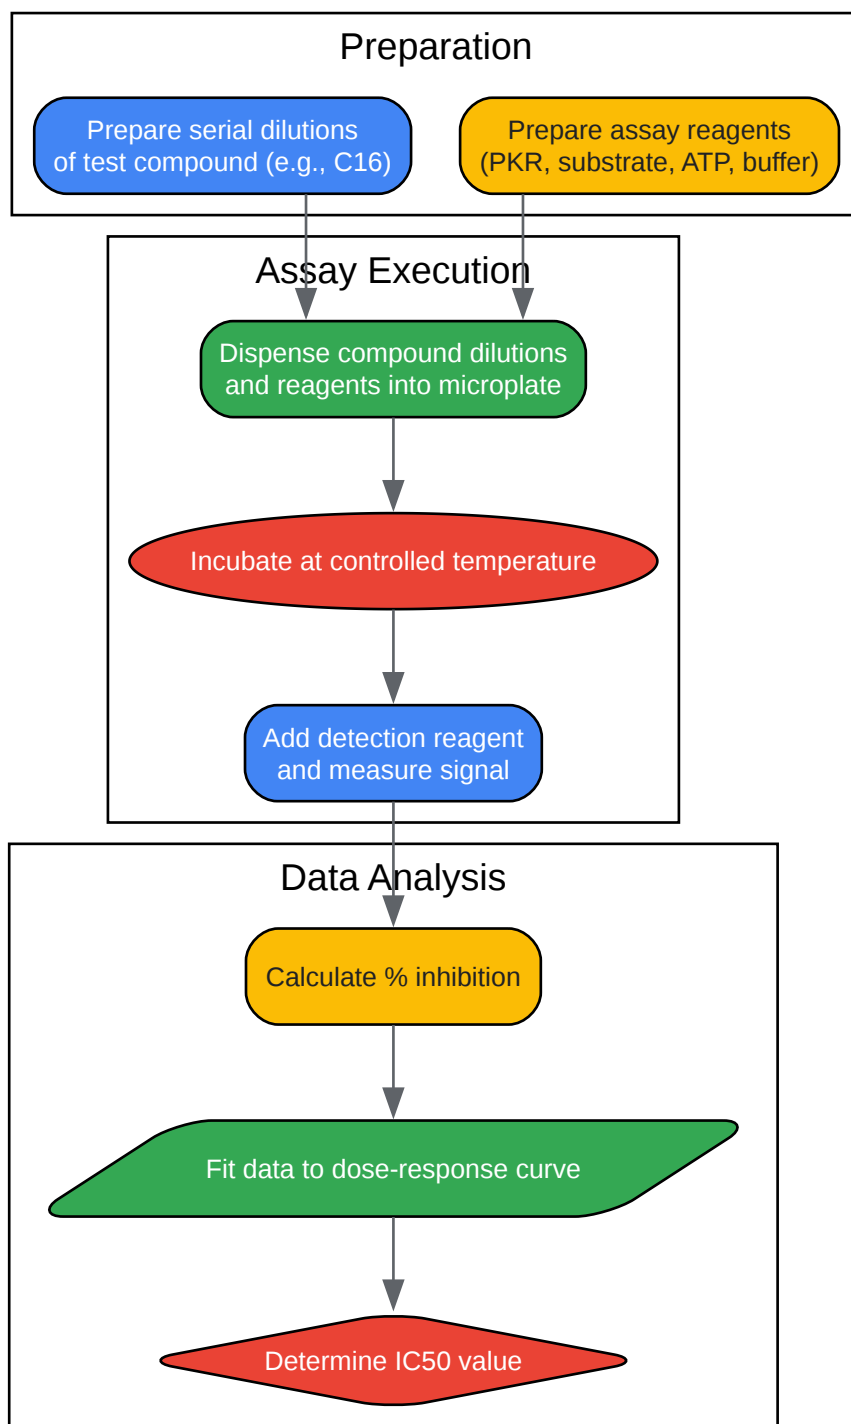 Preparation
Prepare serial dilutions
of test compound (e.g., C16)
Prepare assay reagents
(PKR, substrate, ATP, buffer)
Assay Execution
Dispense compound dilutions
and reagents into microplate
Incubate at controlled temperature
Add detection reagent
and measure signal
Data Analysis
Calculate % inhibition
Fit data to dose-response curve
Determine IC50 value